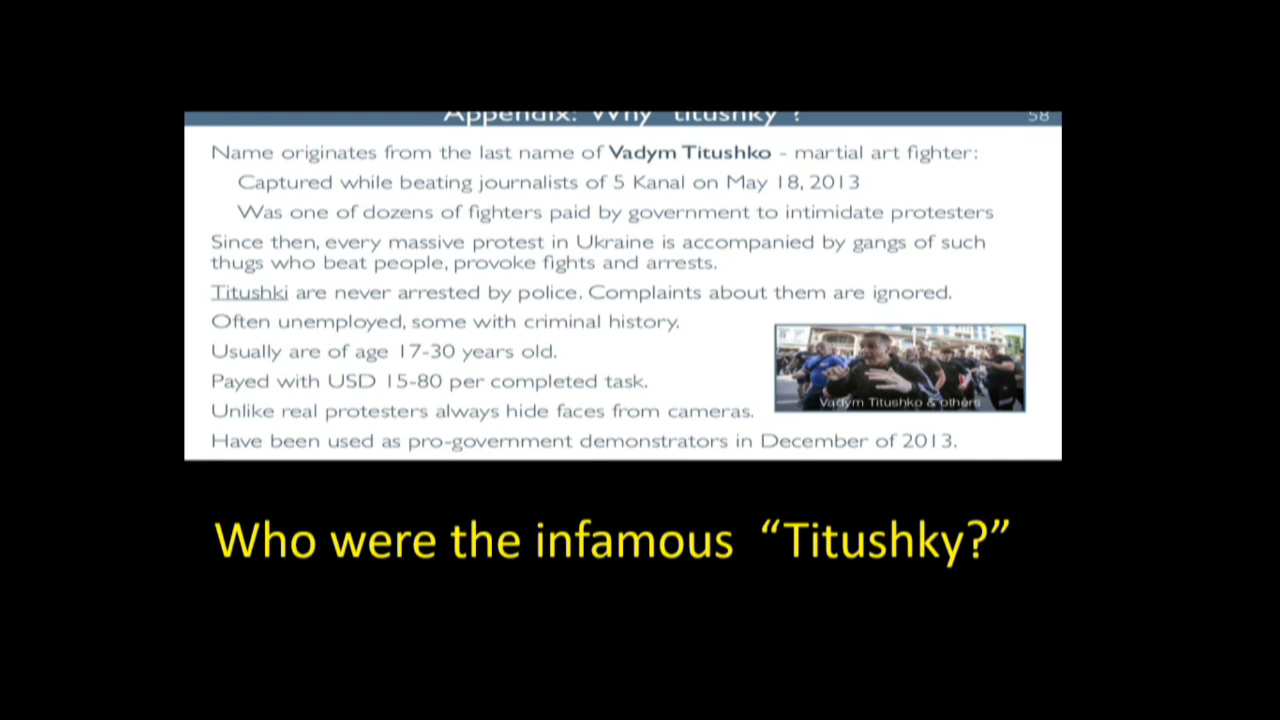 Appendix: Why "titushky"?
58
Name originates from the last name of Vadym Titushko - martial art fighter:
Captured while beating journalists of 5 Kanal on May 18, 2013
Was one of dozens of fighters paid by government to intimidate protesters
Since then, every massive protest in Ukraine is accompanied by gangs of such
thugs who beat people, provoke fights and arrests.
Titushki are never arrested by police. Complaints about them are ignored.
Often unemployed, some with criminal history.
Usually are of age 17-30 years old.
Payed with USD 15-80 per completed task.
Unlike real protesters always hide faces from cameras.
Have been used as pro-government demonstrators in December of 2013.
Vadym Titushko & others
Who were the infamous “Titushky?”